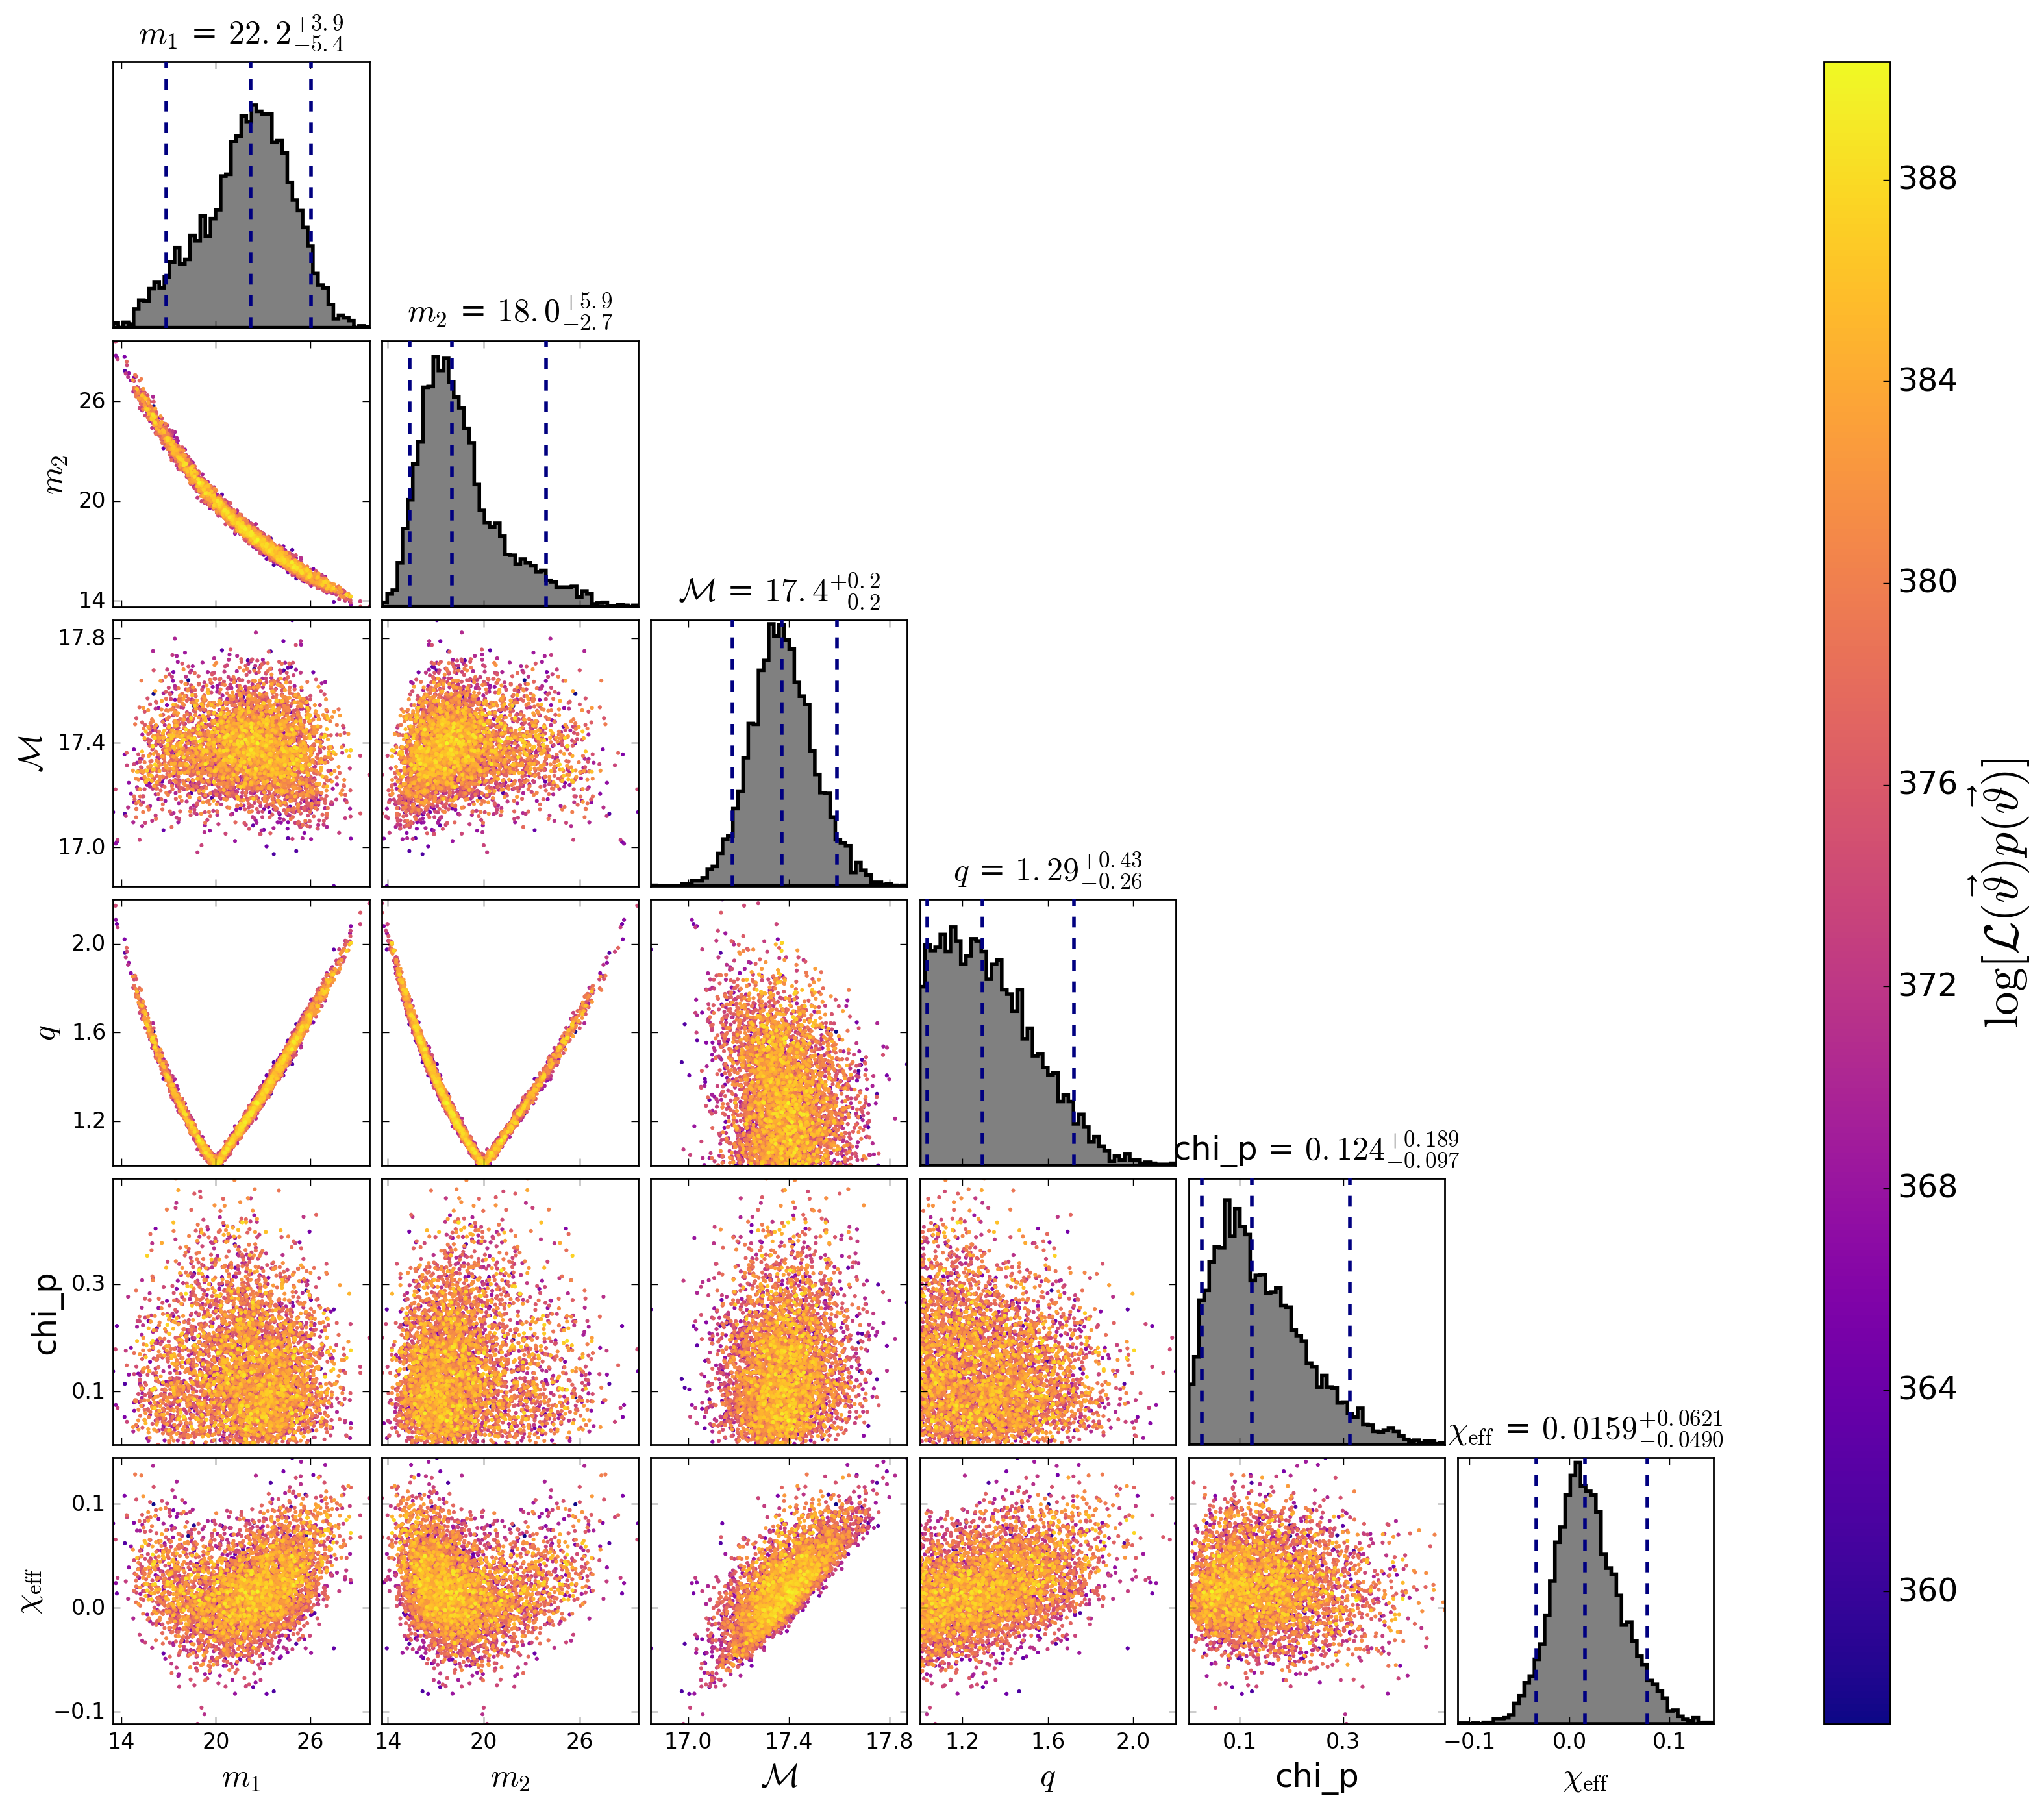 m₁ = 22.2⁺³·⁹₋₅.₄
m₂ = 18.0⁺⁵·⁹₋₂.₇
ℳ = 17.4⁺⁰·²₋₀.₂
q = 1.29⁺⁰·⁴³₋₀.₂₆
chi_p = 0.124⁺⁰·¹⁸⁹₋₀.₀₉₇
χeff = 0.0159⁺⁰·⁰⁶²¹₋₀.₀₄₉₀
m₂
26
20
14
ℳ
17.8
17.4
17.0
q
2.0
1.6
1.2
chi_p
0.3
0.1
χeff
0.1
0.0
−0.1
14 20 26
14 20 26
17.0 17.4 17.8
1.2 1.6 2.0
0.1 0.3
−0.1 0.0 0.1
m₁
m₂
ℳ
q
chi_p
χeff
388
384
380
376
372
368
364
360
log[ℒ(ϑ⃗)p(ϑ⃗)]